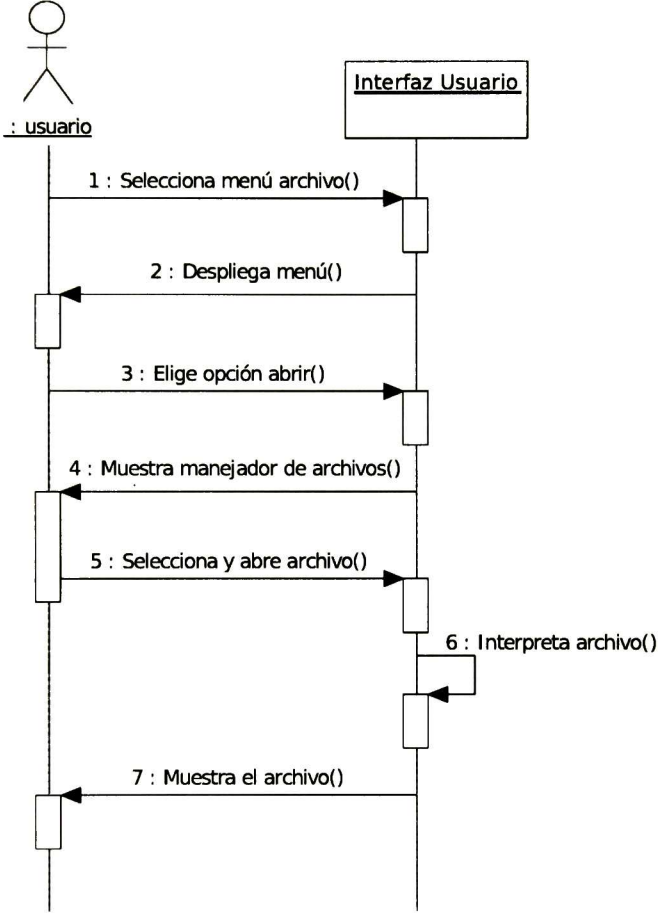 : usuario
Interfaz Usuario
1 : Selecciona menú archivo()
2 : Despliega menú()
3 : Elige opción abrir()
4 : Muestra manejador de archivos()
5 : Selecciona y abre archivo()
6 : Interpreta archivo()
7 : Muestra el archivo()